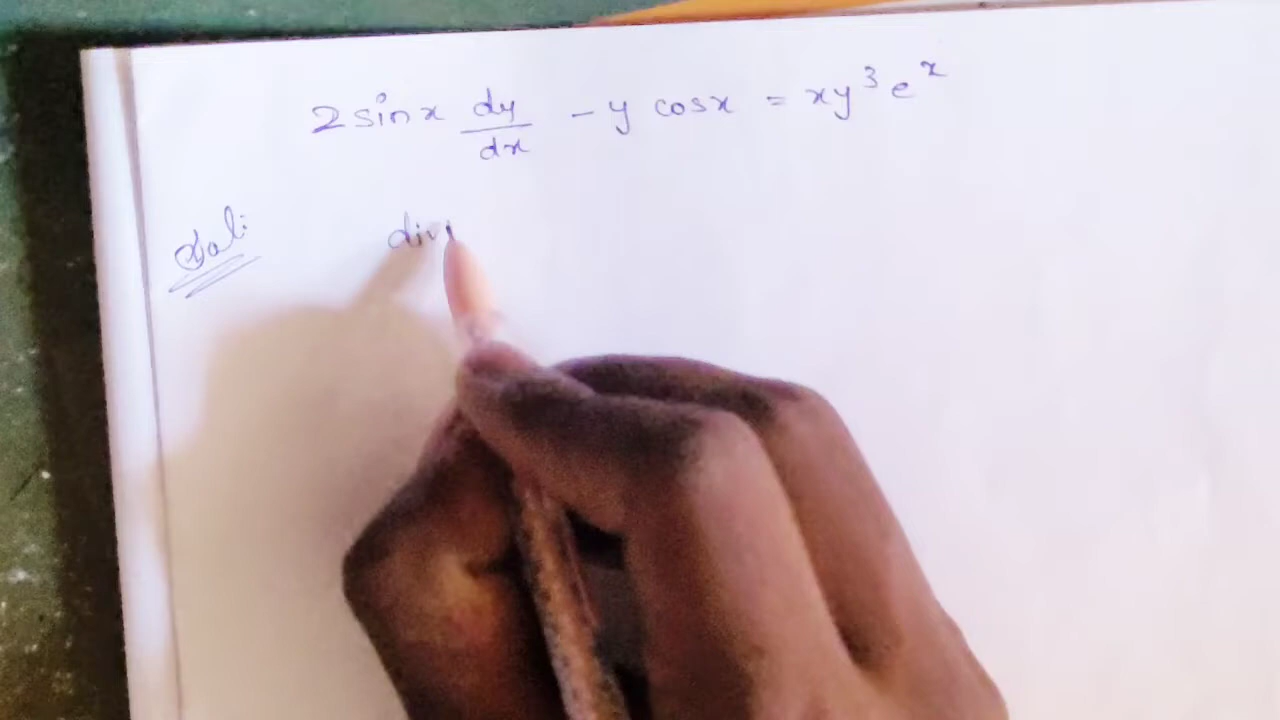 2 sin x dy/dx - y cos x = xy³ eˣ
Sol:
div